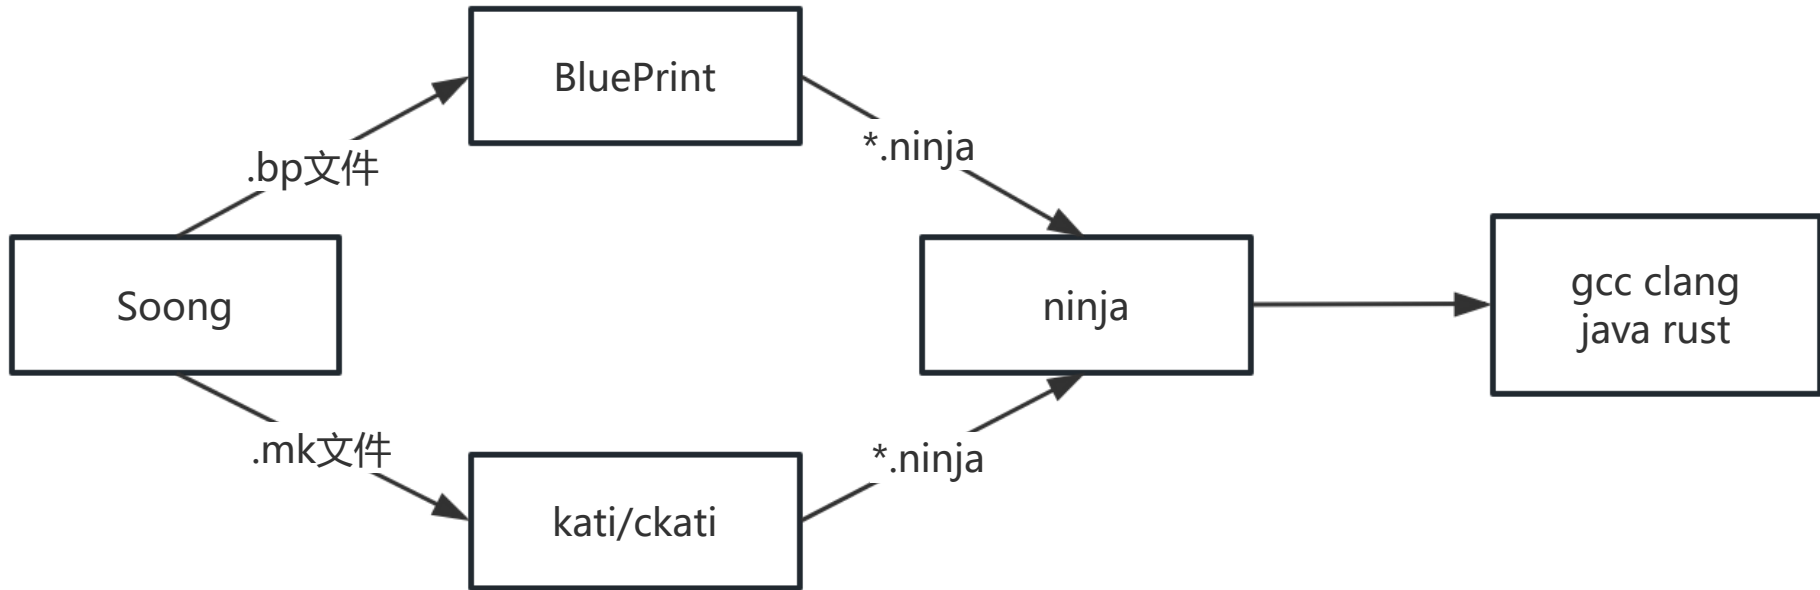 BluePrint
*.ninja
.bp文件
Soong
ninja
gcc clang
java rust
.mk文件
*.ninja
kati/ckati